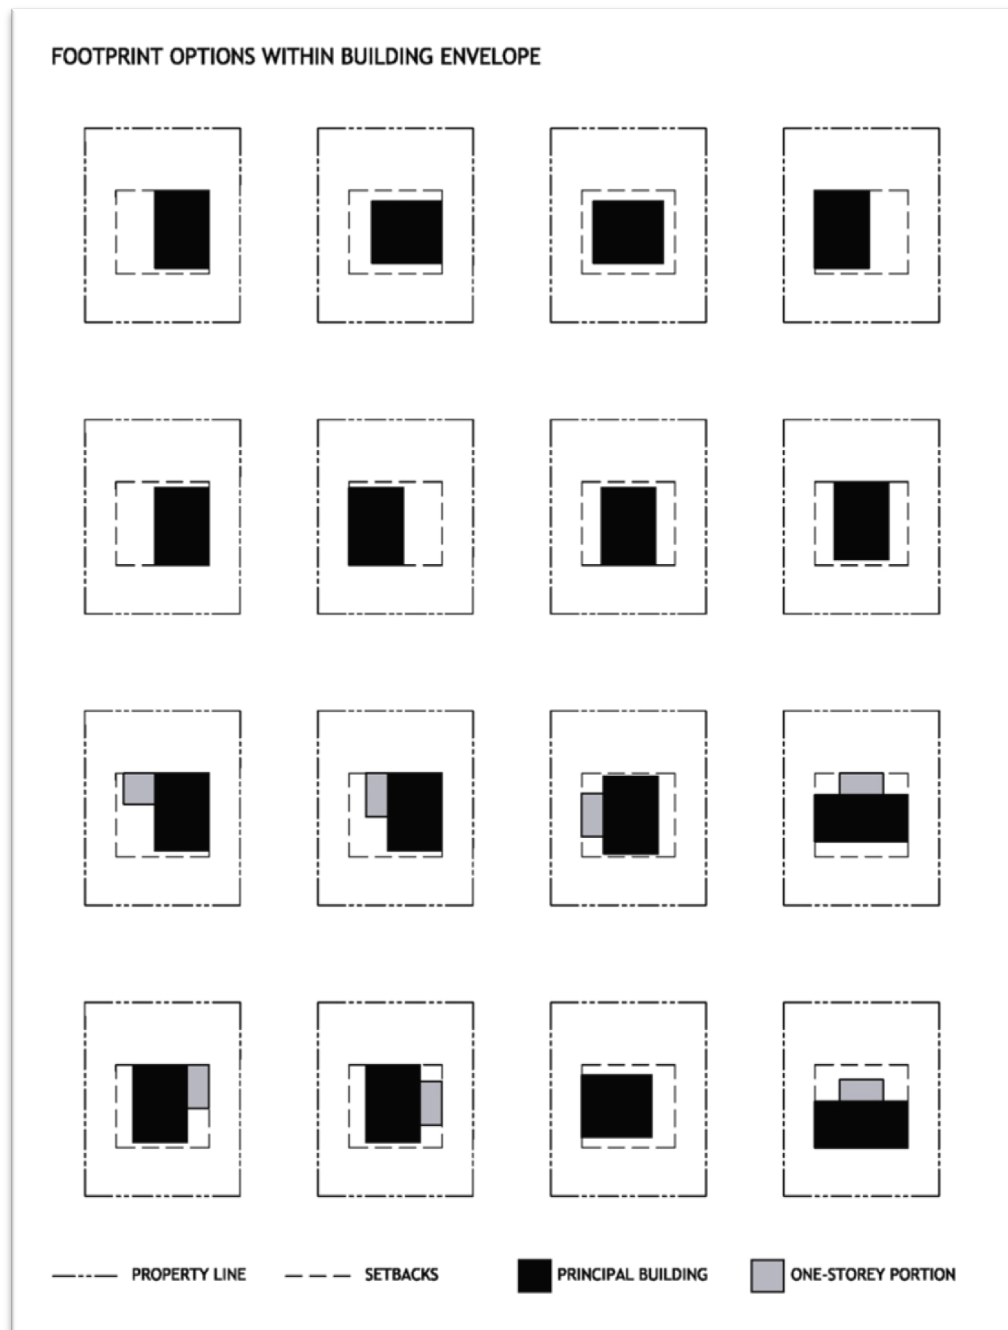 FOOTPRINT OPTIONS WITHIN BUILDING ENVELOPE
PROPERTY LINE
SETBACKS
PRINCIPAL BUILDING
ONE-STOREY PORTION